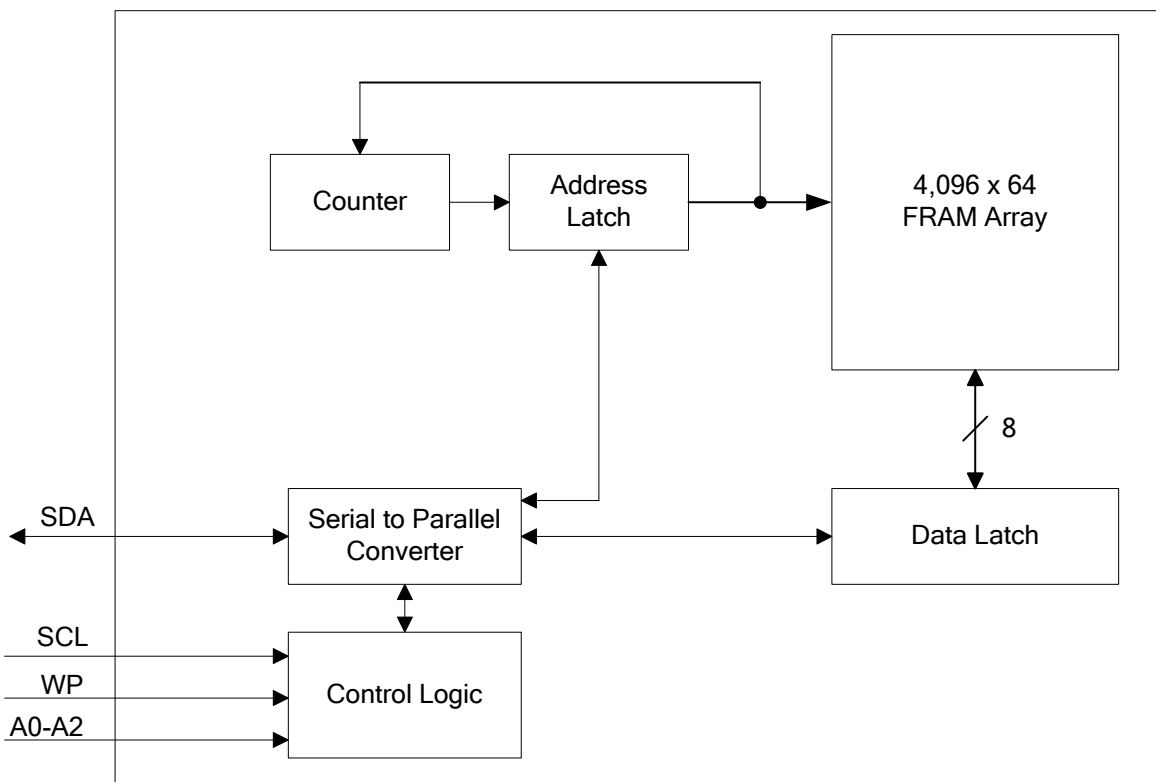 Counter
Address
Latch
4,096 x 64
FRAM Array
8
SDA
Serial to Parallel
Converter
Data Latch
SCL
WP
A0-A2
Control Logic